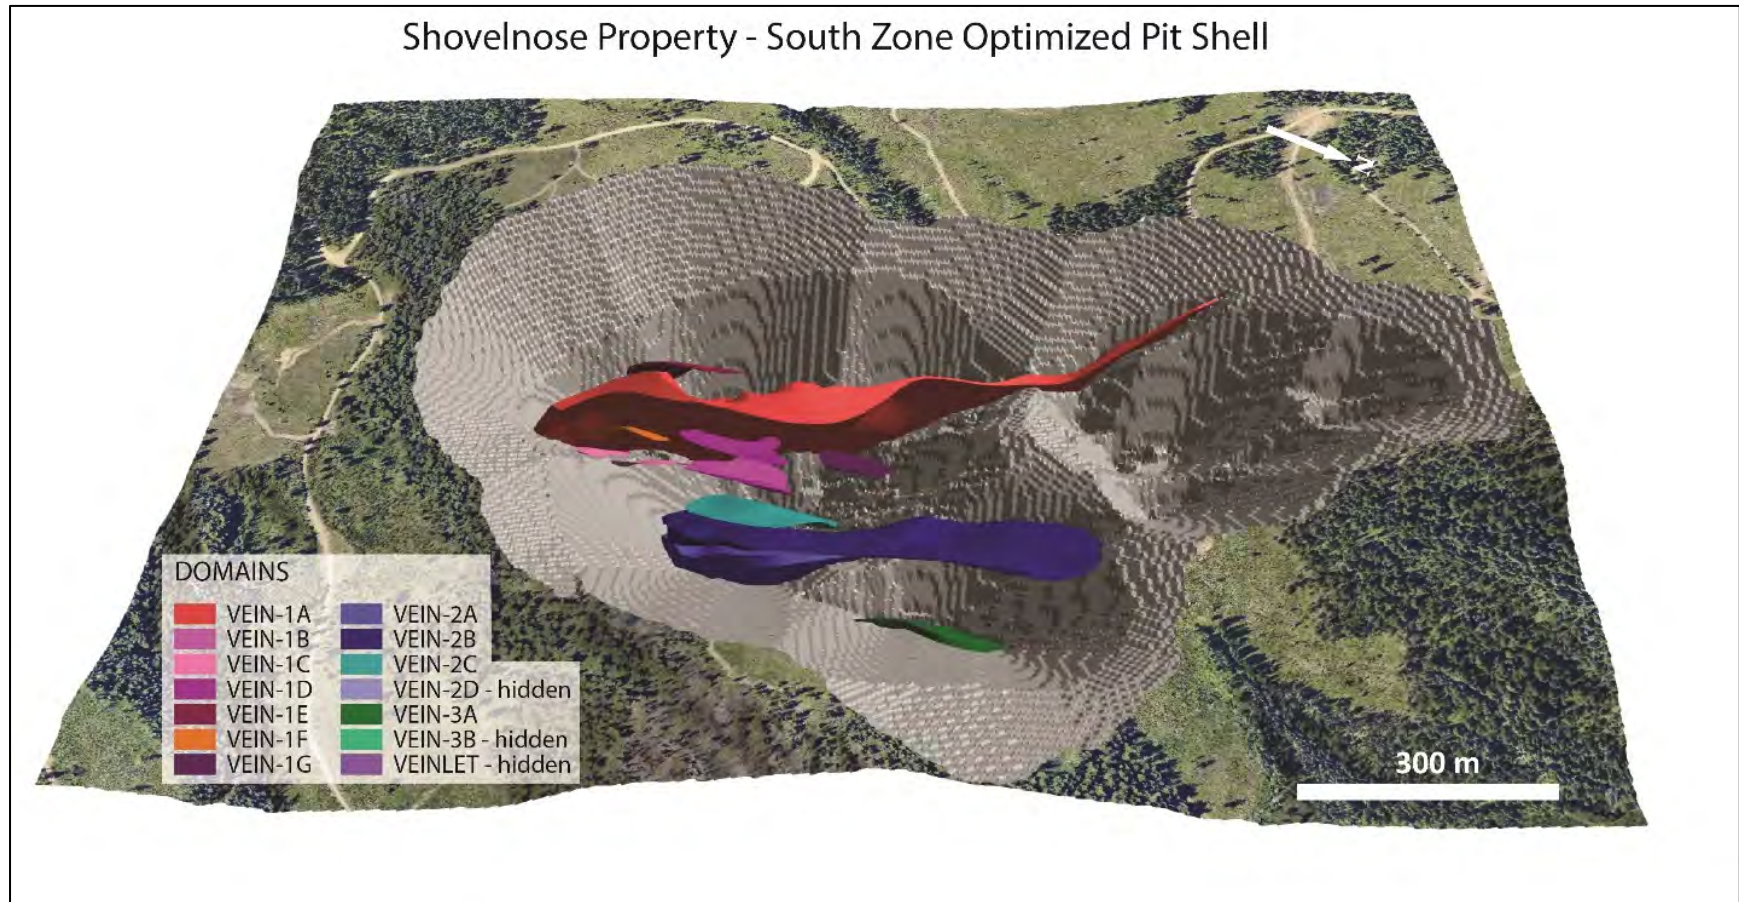 Shovelnose Property - South Zone Optimized Pit Shell
N
DOMAINS
VEIN-1A
VEIN-1B
VEIN-1C
VEIN-1D
VEIN-1E
VEIN-1F
VEIN-1G
VEIN-2A
VEIN-2B
VEIN-2C
VEIN-2D - hidden
VEIN-3A
VEIN-3B - hidden
VEINLET - hidden
300 m